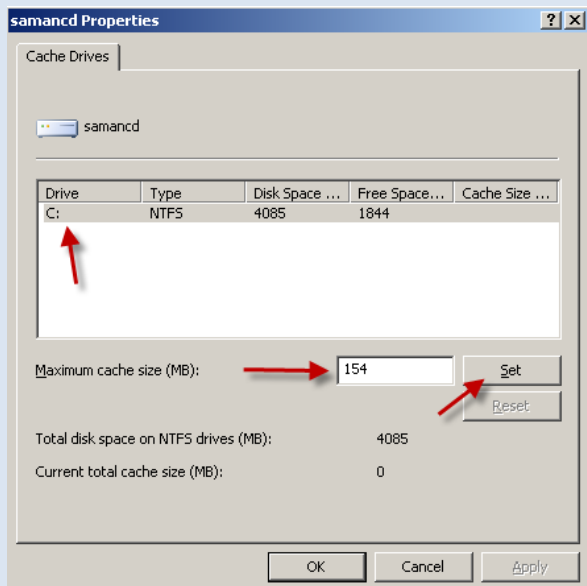 samancd Properties
Cache Drives
samancd
Drive Type Disk Space ... Free Space... Cache Size ...
C: NTFS 4085 1844
Maximum cache size (MB): 154 Set
Reset
Total disk space on NTFS drives (MB): 4085
Current total cache size (MB): 0
OK Cancel Apply